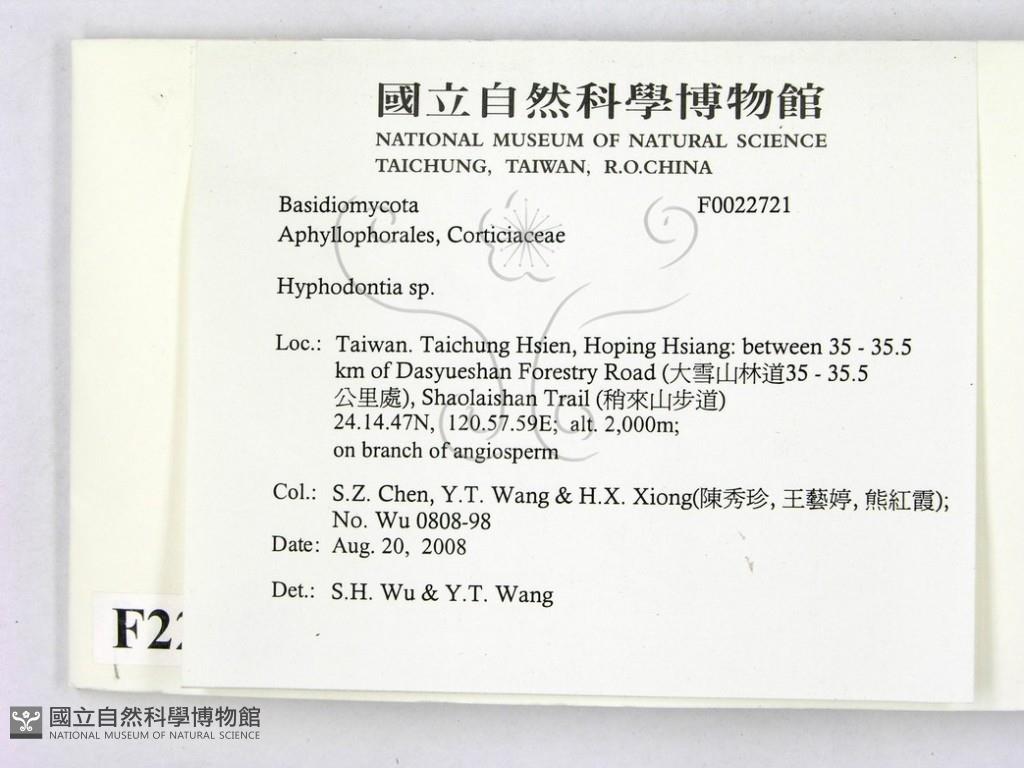 國立自然科學博物館
NATIONAL MUSEUM OF NATURAL SCIENCE
TAICHUNG, TAIWAN, R.O.CHINA
Basidiomycota F0022721
Aphyllophorales, Corticiaceae
Hyphodontia sp.
Loc.: Taiwan. Taichung Hsien, Hoping Hsiang: between 35 - 35.5
km of Dasyueshan Forestry Road (大雪山林道35 - 35.5
公里處), Shaolaishan Trail (稍來山步道)
24.14.47N, 120.57.59E; alt. 2,000m;
on branch of angiosperm
Col.: S.Z. Chen, Y.T. Wang & H.X. Xiong(陳秀珍, 王藝婷, 熊紅霞);
No. Wu 0808-98
Date: Aug. 20, 2008
Det.: S.H. Wu & Y.T. Wang
國立自然科學博物館
NATIONAL MUSEUM OF NATURAL SCIENCE